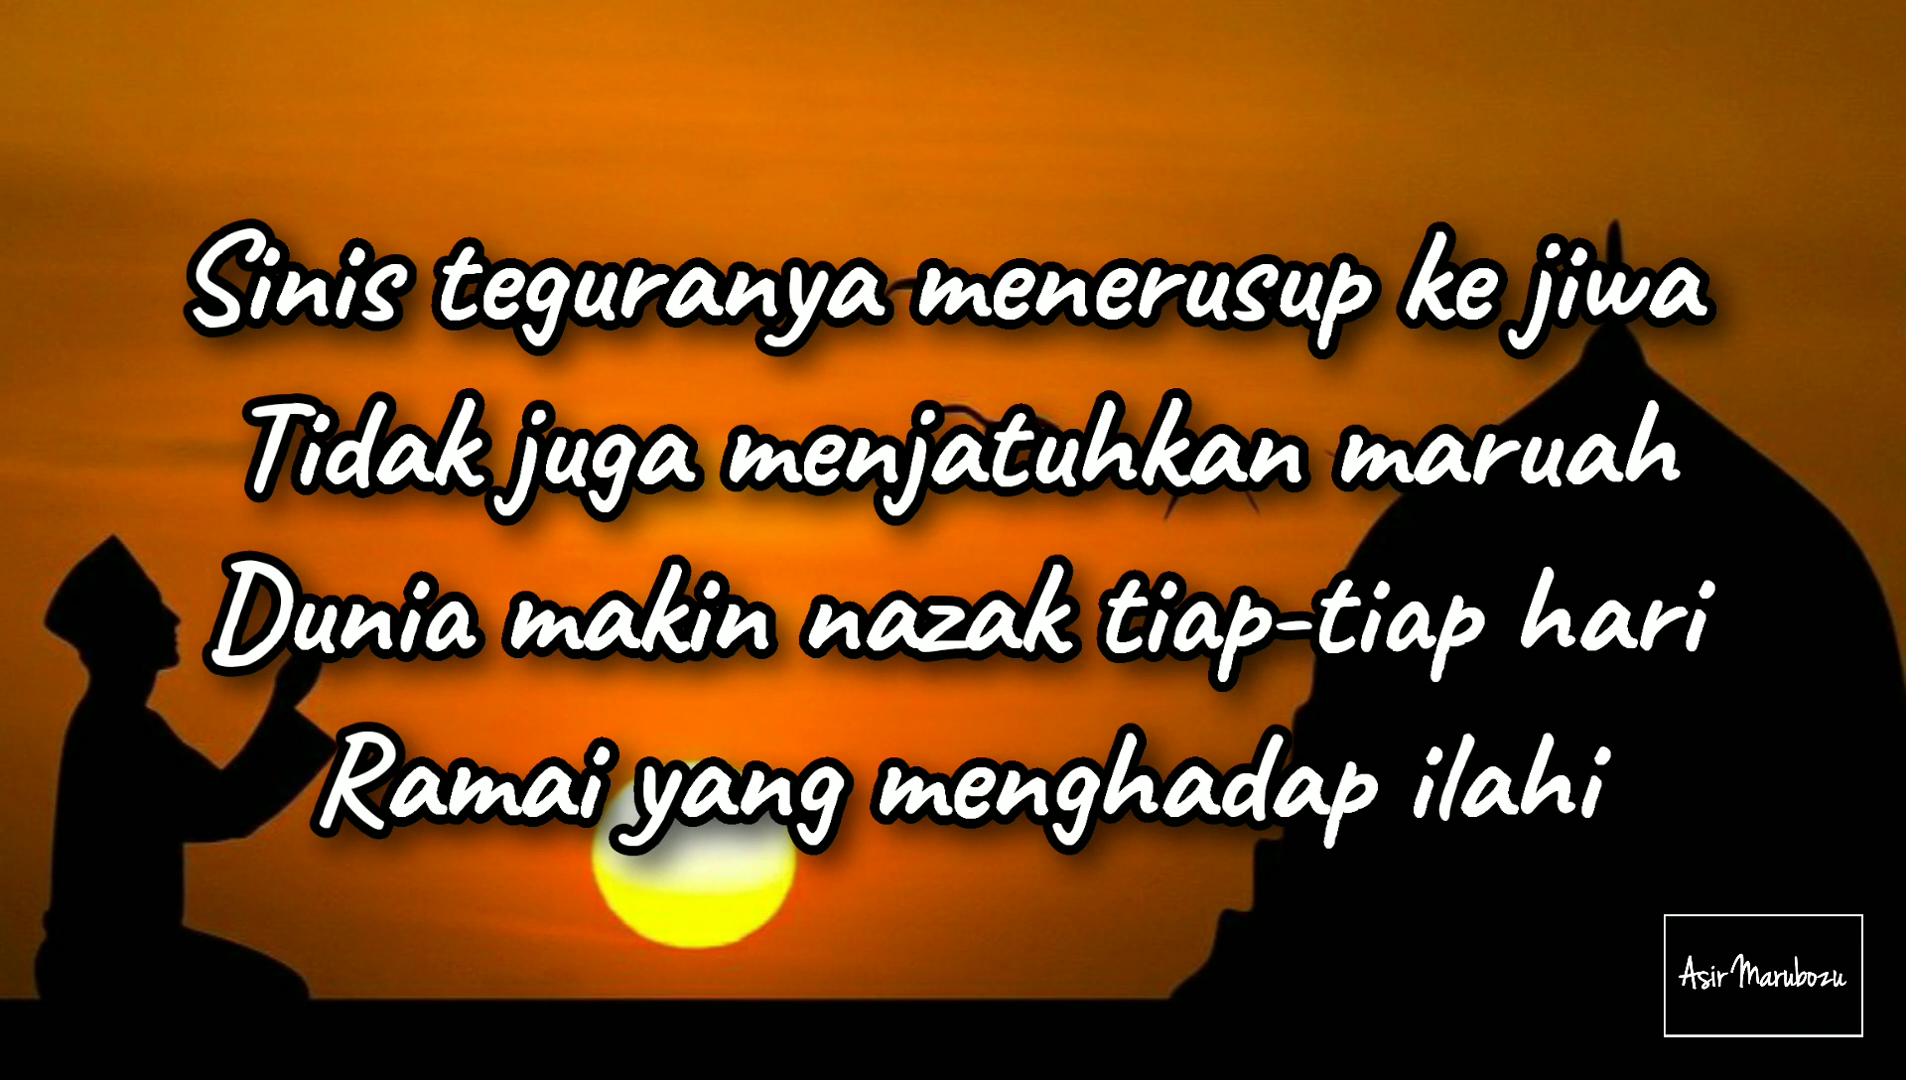 Sinis teguranya menerusup ke jiwa
Tidak juga menjatuhkan maruah
Dunia makin nazak tiap-tiap hari
Ramai yang menghadap ilahi
Asir Marubozu